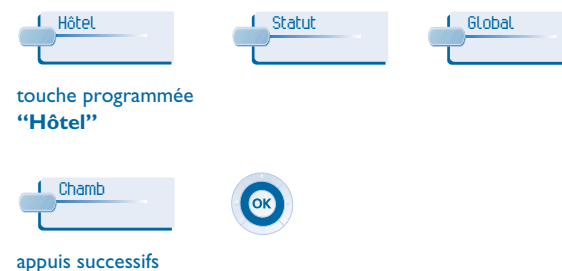 Hôtel Statut Global
touche programmée
“Hôtel”
Chamb OK
appuis successifs